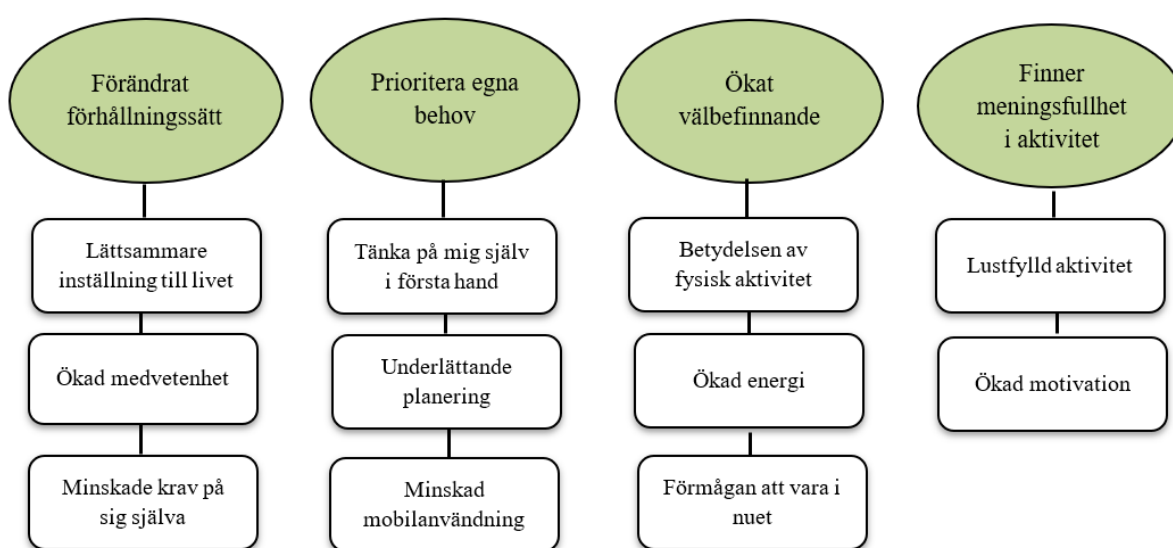 Förändrat
förhållningssätt
Lättsammare
inställning till livet
Ökad medvetenhet
Minskade krav på
sig själva
Prioritera egna
behov
Tänka på mig själv
i första hand
Underlättande
planering
Minskad
mobilanvändning
Ökat
välbefinnande
Betydelsen av
fysisk aktivitet
Ökad energi
Förmågan att vara i
nuet
Finner
meningsfullhet
i aktivitet
Lustfylld aktivitet
Ökad motivation